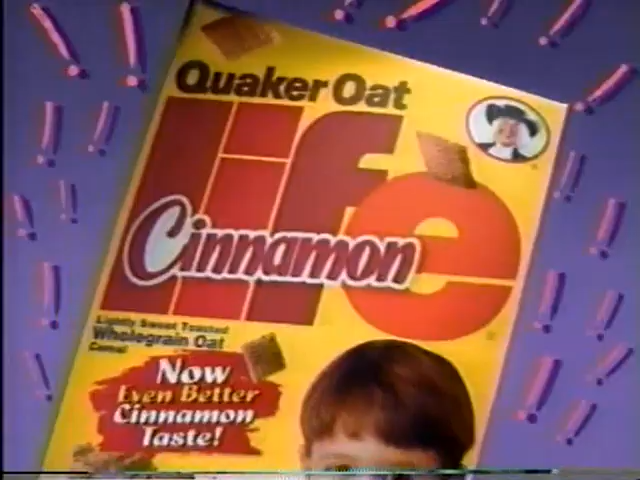 Quaker Oat
life
Cinnamon
Lightly Sweet Toasted
Wholegrain Oat
Cereal
Now
Even Better
Cinnamon
Taste!